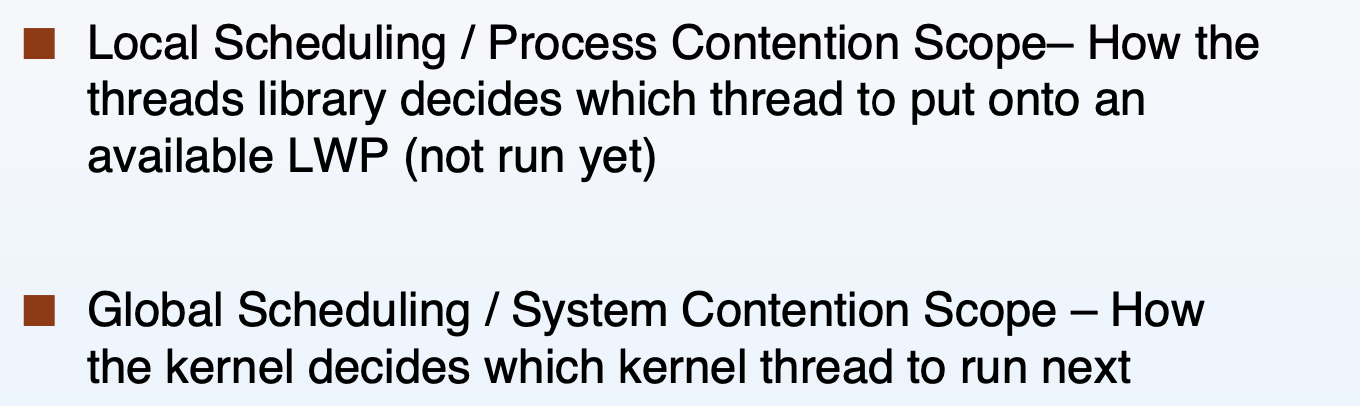 Local Scheduling / Process Contention Scope– How the
threads library decides which thread to put onto an
available LWP (not run yet)
Global Scheduling / System Contention Scope – How
the kernel decides which kernel thread to run next